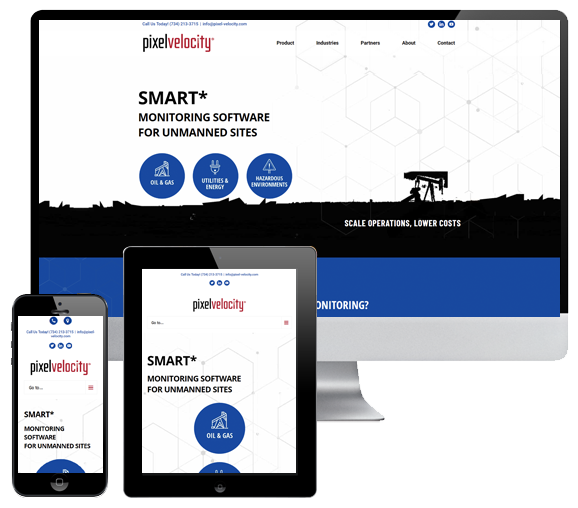 Call Us Today! (734) 213-3715 | info@pixel-velocity.com
pixelvelocity
Product Industries Partners About Contact
SMART*
MONITORING SOFTWARE
FOR UNMANNED SITES
OIL & GAS
UTILITIES &
ENERGY
HAZARDOUS
ENVIRONMENTS
SCALE OPERATIONS, LOWER COSTS
ONITORING?
Call Us Today! (734) 213-3715 | info@pixel-velocity.com
pixelvelocity
Go to...
SMART*
MONITORING SOFTWARE
FOR UNMANNED SITES
OIL & GAS
Call Us Today! (734) 213-3715 | info@pixel-
velocity.com
pixelvelocity
Go to...
SMART*
MONITORING
SOFTWARE
FOR UNMANNED SITES